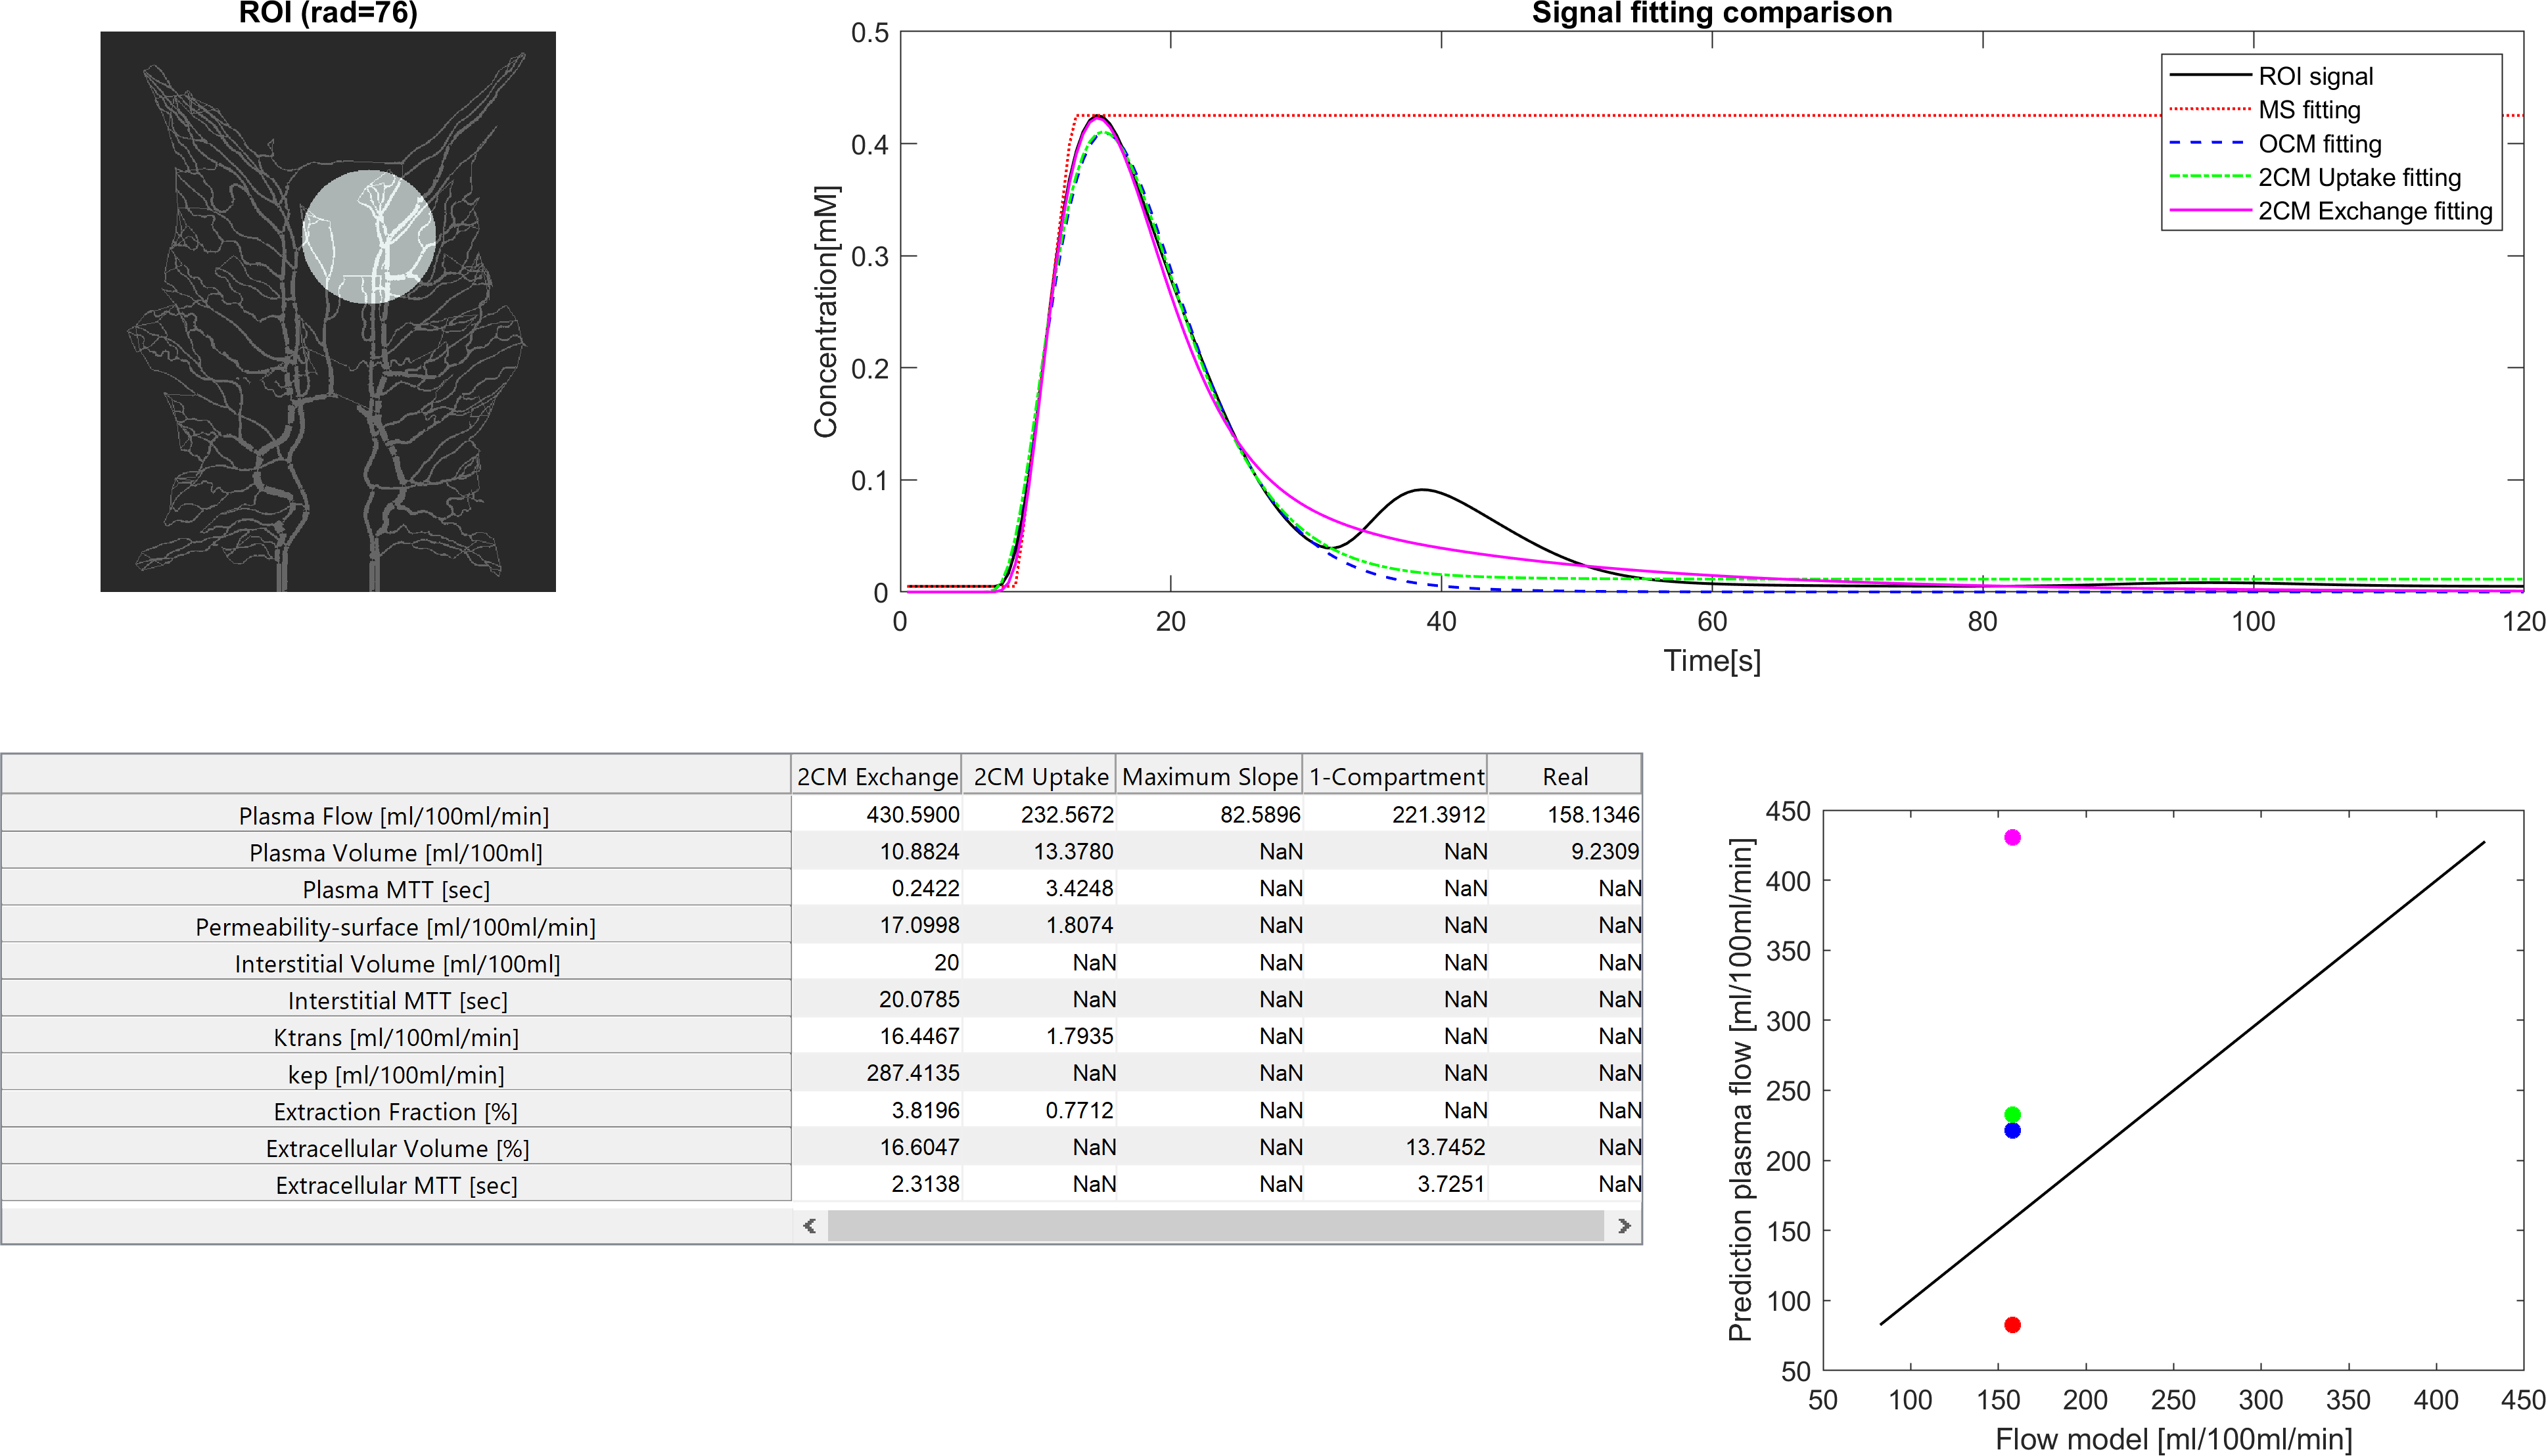 ROI (rad=76)
Signal fitting comparison
0.5
0.4
0.3
0.2
0.1
0
Concentration[mM]
0 20 40 60 80 100 120
Time[s]
ROI signal
MS fitting
OCM fitting
2CM Uptake fitting
2CM Exchange fitting
2CM Exchange 2CM Uptake Maximum Slope 1-Compartment Real
Plasma Flow [ml/100ml/min] 430.5900 232.5672 82.5896 221.3912 158.1346
Plasma Volume [ml/100ml] 10.8824 13.3780 NaN NaN 9.2309
Plasma MTT [sec] 0.2422 3.4248 NaN NaN NaN
Permeability-surface [ml/100ml/min] 17.0998 1.8074 NaN NaN NaN
Interstitial Volume [ml/100ml] 20 NaN NaN NaN NaN
Interstitial MTT [sec] 20.0785 NaN NaN NaN NaN
Ktrans [ml/100ml/min] 16.4467 1.7935 NaN NaN NaN
kep [ml/100ml/min] 287.4135 NaN NaN NaN NaN
Extraction Fraction [%] 3.8196 0.7712 NaN NaN NaN
Extracellular Volume [%] 16.6047 NaN NaN 13.7452 NaN
Extracellular MTT [sec] 2.3138 NaN NaN 3.7251 NaN
450
400
350
300
250
200
150
100
50
Prediction plasma flow [ml/100ml/min]
50 100 150 200 250 300 350 400 450
Flow model [ml/100ml/min]